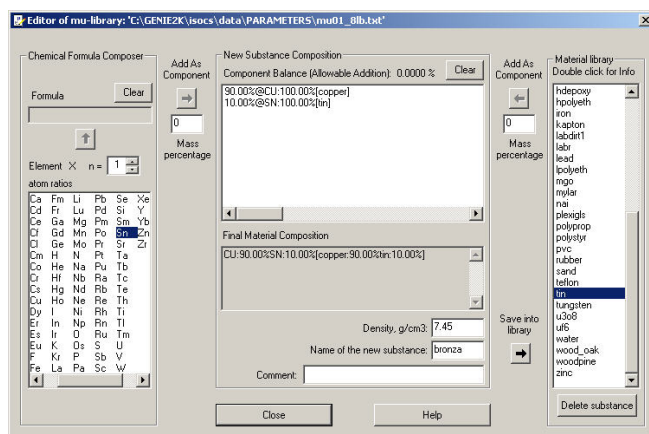 Editor of mu-library: 'C:\GENIE2K\isocs\data\PARAMETERS\mu01_8lb.txt'
Chemical Formula Composer
Formula
Clear
Element X n= 1
atom ratios
Ca Fm Li Pb Se Xe
Cd Fr Lu Pd Si Y
Ce Ga Mg Pm Sm Yb
Cf Gd Mn Po Sn Zn
Cl Ge Mo Pr Sr Zr
Cm H N Pt Ta
Co He Na Pu Tb
Cr Hf Nb Ra Tc
Cs Hg Nd Rb Te
Cu Ho Ne Re Th
Dy I Ni Rh Ti
Er In Np Rn Tl
Es Ir O Ru Tm
Eu K Os S U
F Kr P Sb V
Fe La Pa Sc W
Add As
Component
0
Mass
percentage
New Substance Composition
Component Balance (Allowable Addition): 0.0000 %
Clear
90.00%@CU:100.00%[copper]
10.00%@SN:100.00%[tin]
Final Material Composition
CU:90.00%SN:10.00%[copper:90.00%tin:10.00%]
Density, g/cm3: 7.45
Name of the new substance: bronza
Comment:
Close
Help
Add As
Component
0
Mass
percentage
Save into
library
Material library
Double click for Info
hdepoxy
hpolyeth
iron
kapton
labdirt1
labr
lead
lpolyeth
mgo
mylar
nai
plexigls
polyprop
polystyr
pvc
rubber
sand
teflon
tin
tungsten
u3o8
uf6
water
wood_oak
woodpine
zinc
Delete substance